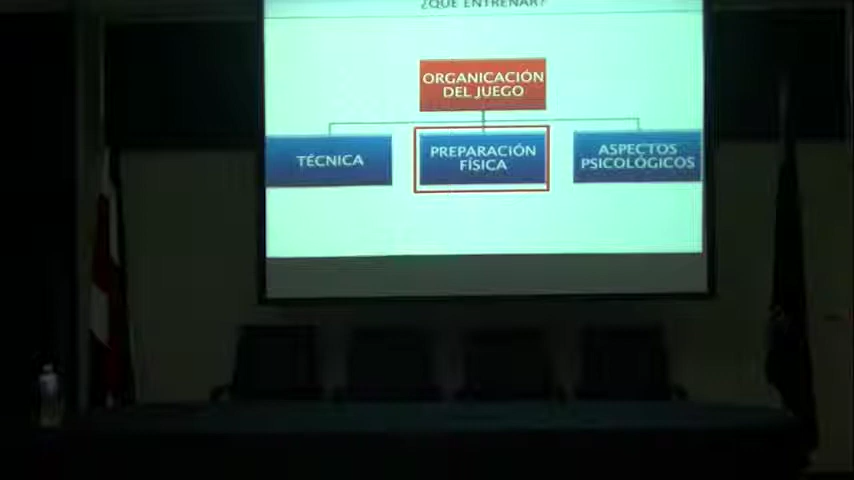 ¿QUÉ ENTRENAR?
ORGANICACIÓN
DEL JUEGO
TÉCNICA
PREPARACIÓN
FÍSICA
ASPECTOS
PSICOLÓGICOS